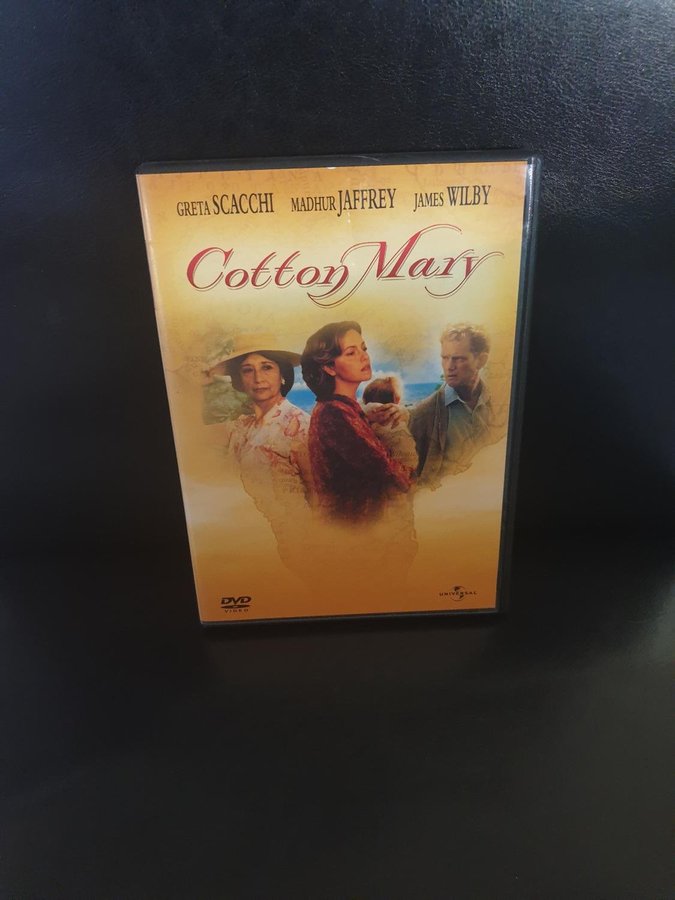 GRETA SCACCHI MADHUR JAFFREY JAMES WILBY
Cotton Mary
DVD
VIDEO
UNIVERSAL